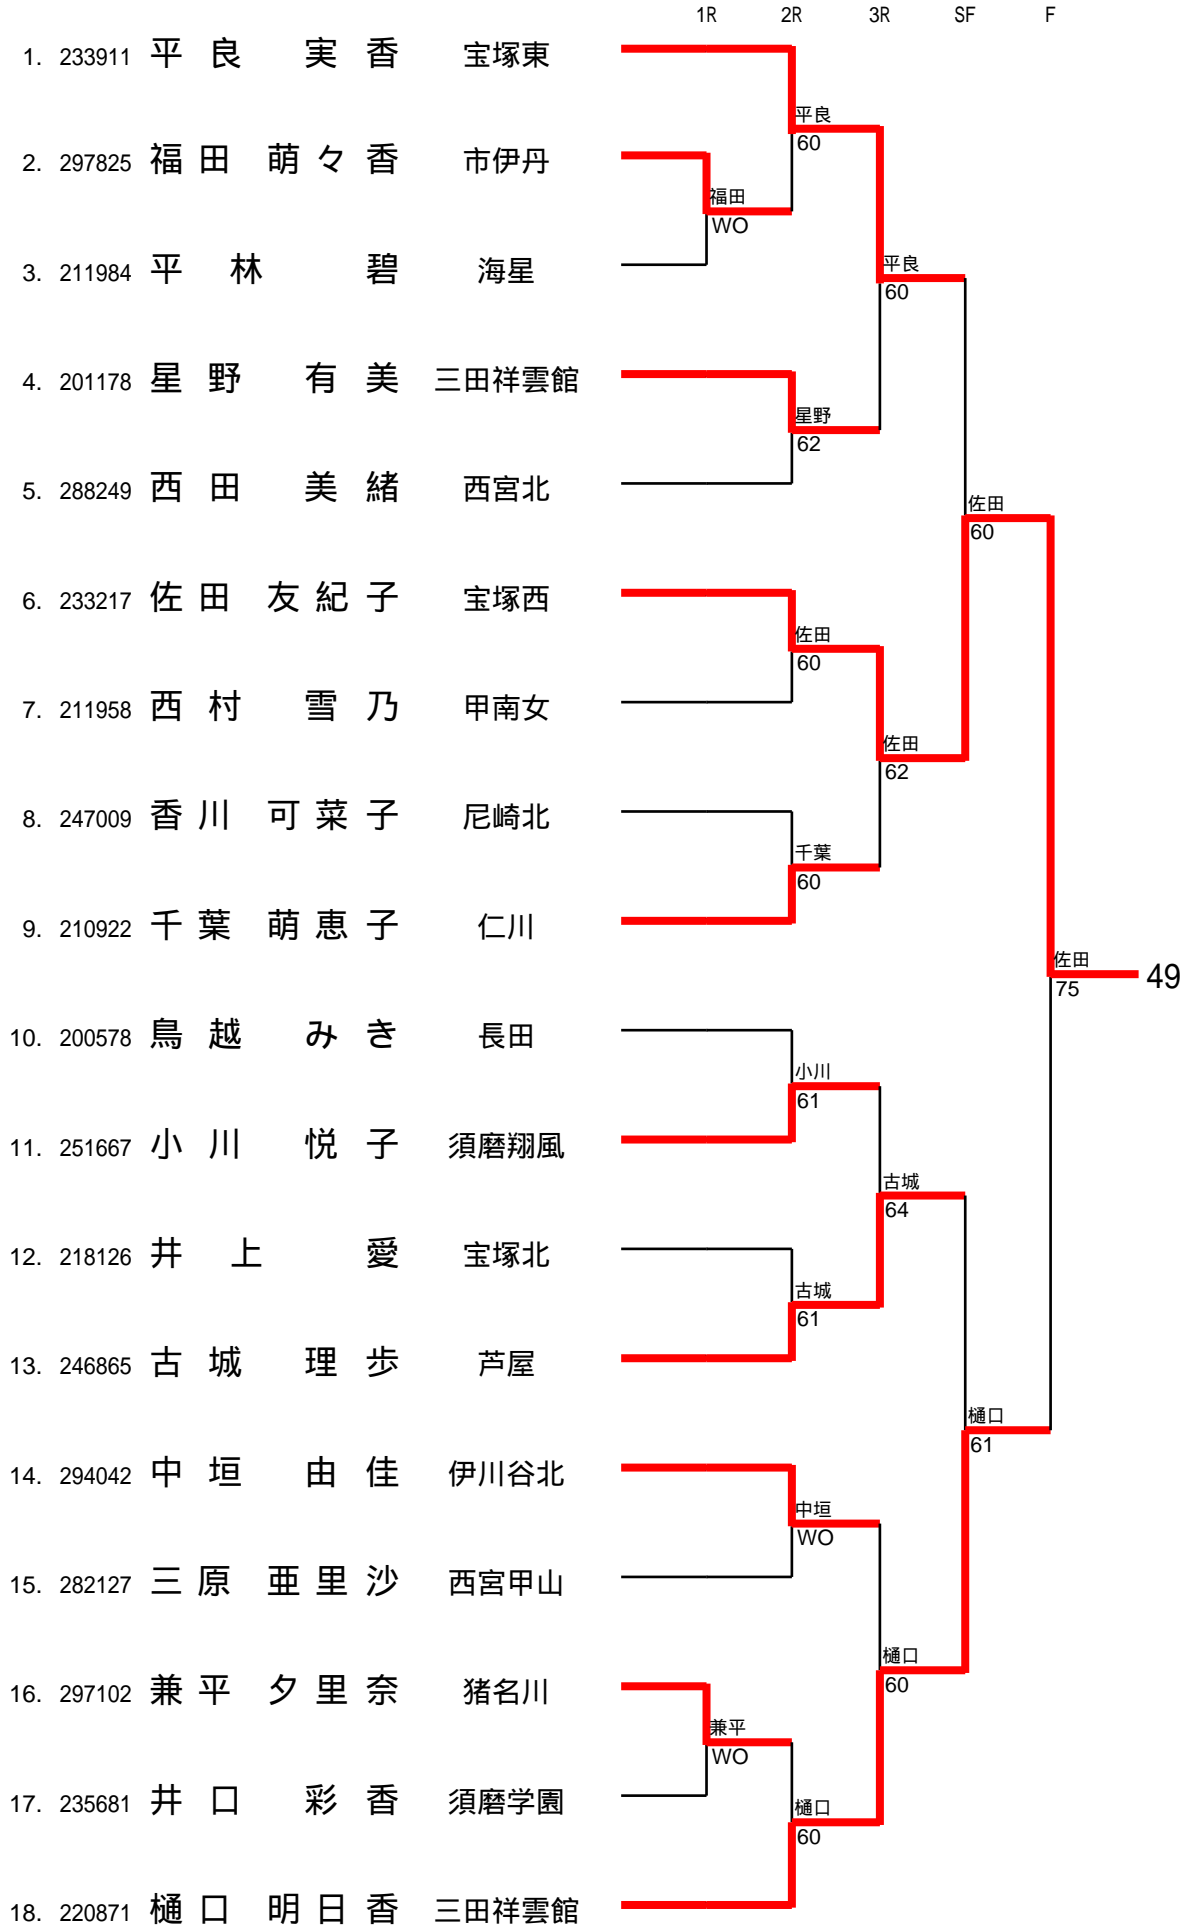 1R 2R 3R SF F
1. 233911 平良 実香 宝塚東
平良
60
2. 297825 福田 萌々香 市伊丹
福田
WO
3. 211984 平林 碧 海星
平良
60
4. 201178 星野 有美 三田祥雲館
星野
62
5. 288249 西田 美緒 西宮北
佐田
60
6. 233217 佐田 友紀子 宝塚西
佐田
60
7. 211958 西村 雪乃 甲南女
佐田
62
8. 247009 香川 可菜子 尼崎北
千葉
60
9. 210922 千葉 萌恵子 仁川
佐田
75
49
10. 200578 鳥越 みき 長田
小川
61
11. 251667 小川 悦子 須磨翔風
古城
64
12. 218126 井上 愛 宝塚北
古城
61
13. 246865 古城 理歩 芦屋
樋口
61
14. 294042 中垣 由佳 伊川谷北
中垣
WO
15. 282127 三原 亜里沙 西宮甲山
樋口
60
16. 297102 兼平 夕里奈 猪名川
兼平
WO
17. 235681 井口 彩香 須磨学園
樋口
60
18. 220871 樋口 明日香 三田祥雲館